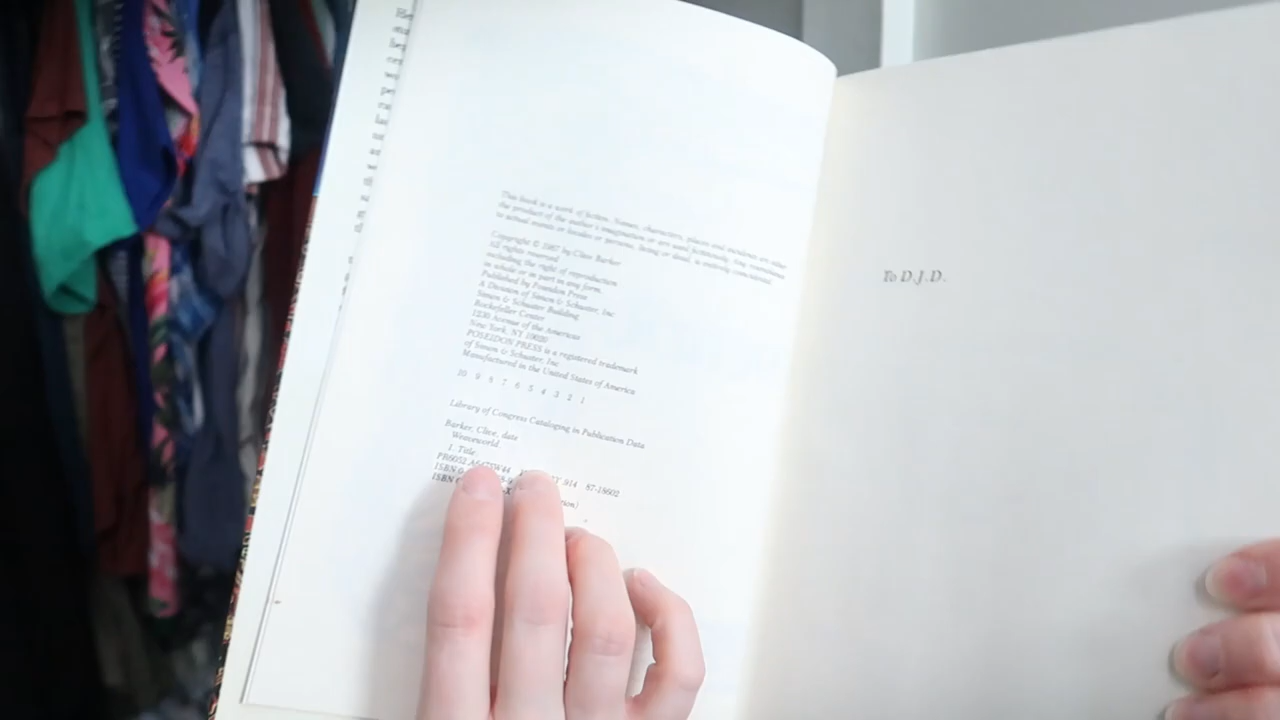 This book is a work of fiction. Names, characters, places and incidents are either
the product of the author's imagination or are used fictitiously. Any resemblance
to actual events or locales or persons, living or dead, is entirely coincidental.
Copyright © 1987 by Clive Barker
All rights reserved
including the right of reproduction
in whole or in part in any form.
Published by Poseidon Press
A Division of Simon & Schuster, Inc.
Simon & Schuster Building
Rockefeller Center
1230 Avenue of the Americas
New York, NY 10020
POSEIDON PRESS is a registered trademark
of Simon & Schuster, Inc.
Manufactured in the United States of America
10 9 8 7 6 5 4 3 2 1
Library of Congress Cataloging in Publication Data
Barker, Clive, date
Weaveworld
I. Title.
PR6052.A6475W44 914 87-18602
ISBN
ISBN
To D.J.D.